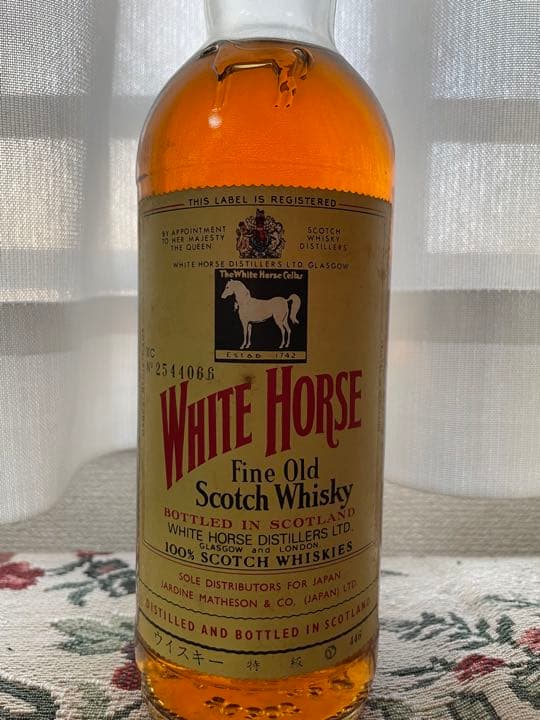 THIS LABEL IS REGISTERED
BY APPOINTMENT
TO HER MAJESTY
THE QUEEN
SCOTCH
WHISKY
DISTILLERS
WHITE HORSE DISTILLERS LTD. GLASGOW
The White Horse Cellar
ESTABD 1742
Nº 2544066
WHITE HORSE
Fine Old
Scotch Whisky
BOTTLED IN SCOTLAND
WHITE HORSE DISTILLERS LTD.
GLASGOW and LONDON.
100% SCOTCH WHISKIES
SOLE DISTRIBUTORS FOR JAPAN
JARDINE MATHESON & CO. (JAPAN) LTD.
DISTILLED AND BOTTLED IN SCOTLAND
ウイスキー 特級 Ⓨ 446